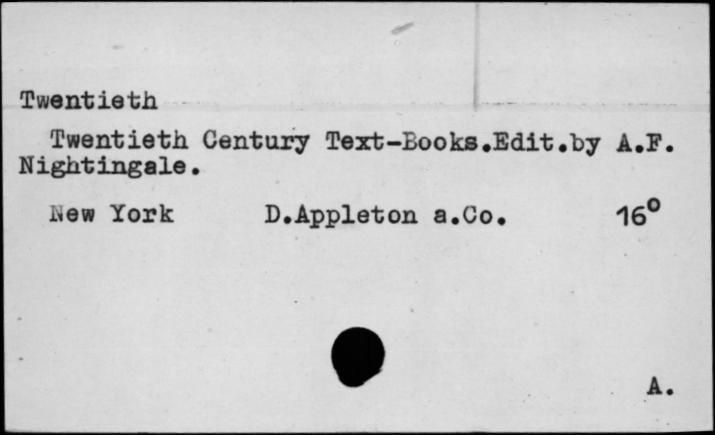 Twentieth
Twentieth Century Text-Books.Edit.by A.F.
Nightingale.
New York D.Appleton a.Co. 16°
A.